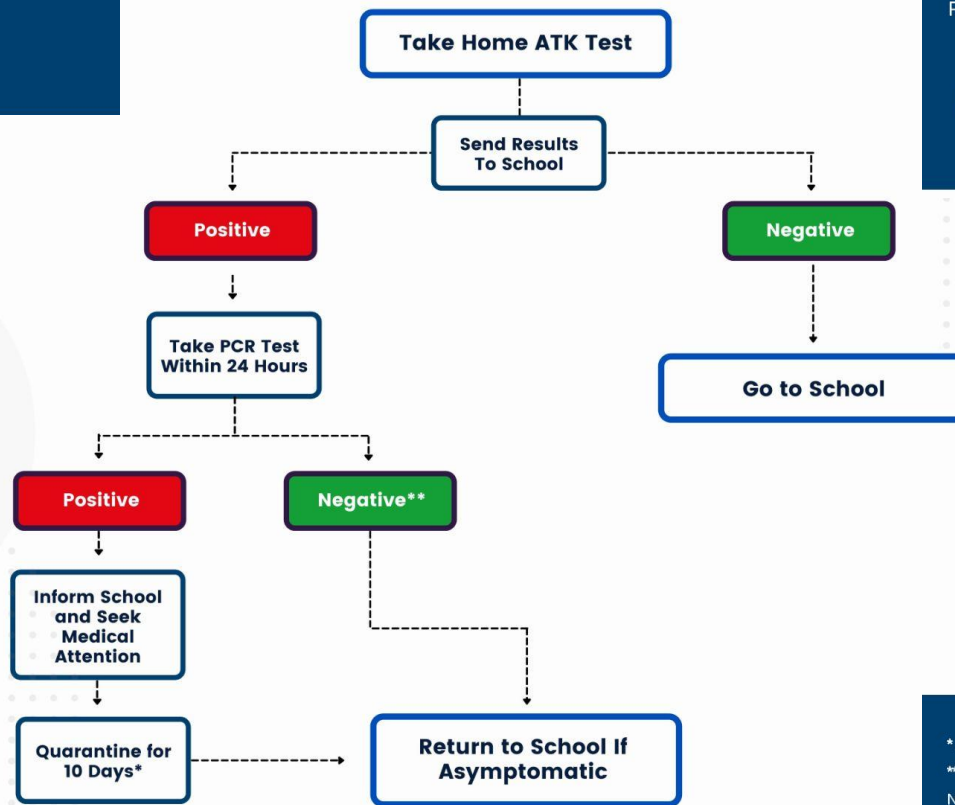 Take Home ATK Test
Send Results
To School
Positive
Negative
Take PCR Test
Within 24 Hours
Go to School
Positive
Negative**
Inform School
and Seek
Medical
Attention
Quarantine for
10 Days*
Return to School If
Asymptomatic
*
**